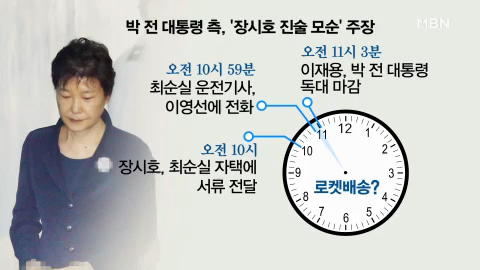 박 전 대통령 측, '장시호 진술 모순' 주장
MBN
오전 11시 3분
이재용, 박 전 대통령
독대 마감
오전 10시 59분
최순실 운전기사,
이영선에 전화
오전 10시
장시호, 최순실 자택에
서류 전달
12
1
2
3
4
5
6
7
8
9
10
11
로켓배송?